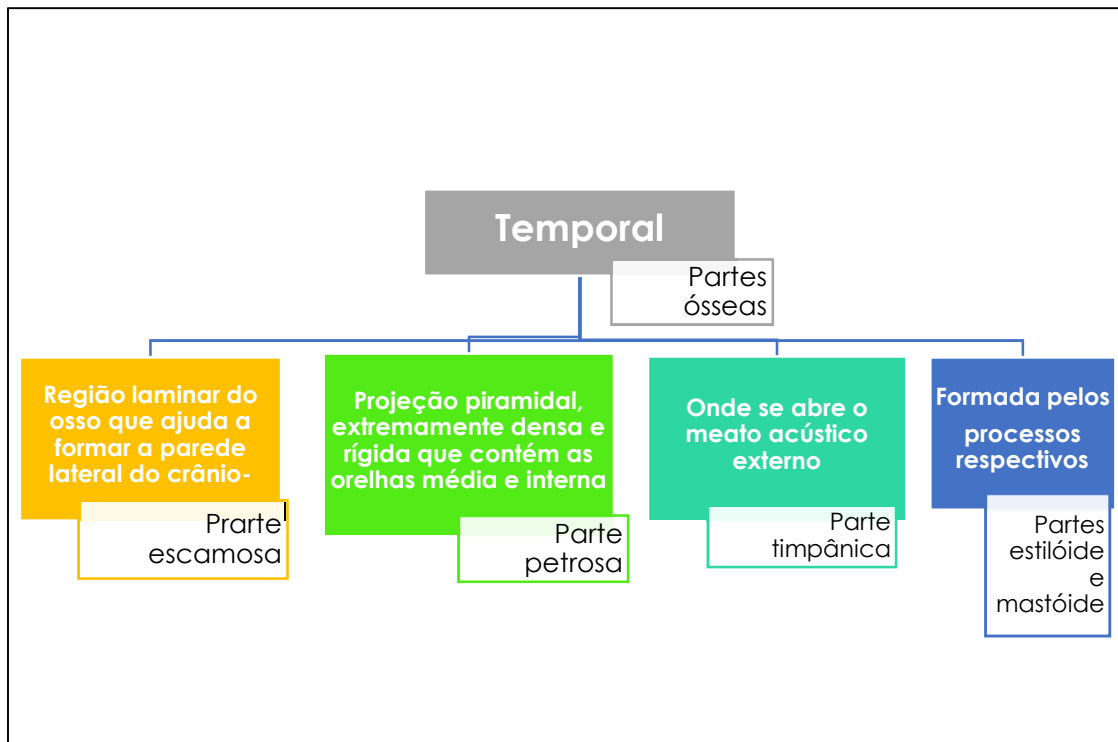 Temporal
Partes
ósseas
Região laminar do
osso que ajuda a
formar a parede
lateral do crânio-
Prarte
escamosa
Projeção piramidal,
extremamente densa e
rígida que contém as
orelhas média e interna
Parte
petrosa
Onde se abre o
meato acústico
externo
Parte
timpânica
Formada pelos
processos
respectivos
Partes
estilóide
e
mastóide